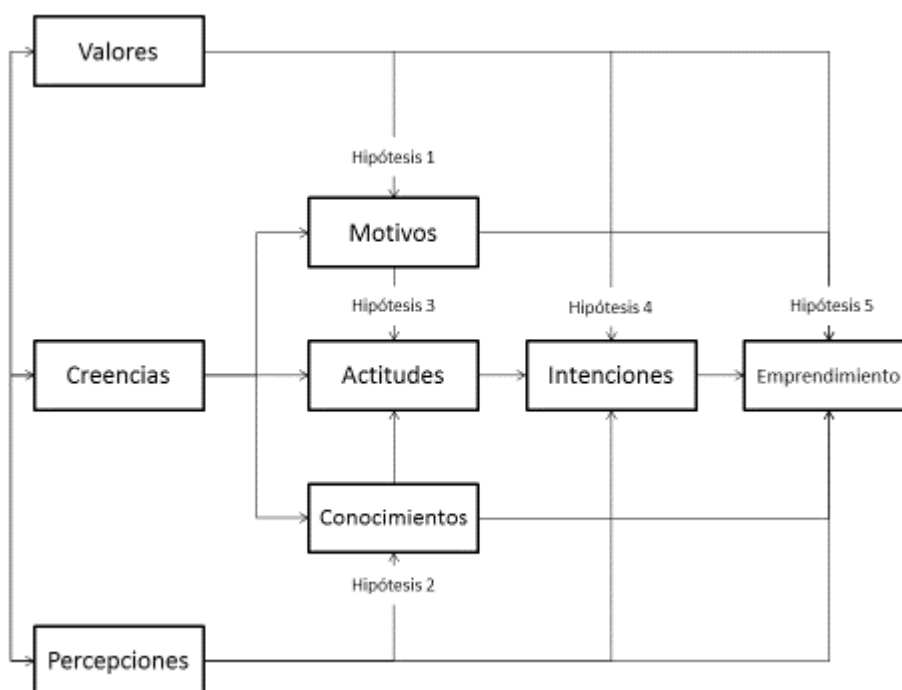 Valores
Hipótesis 1
Motivos
Hipótesis 3
Hipótesis 4
Hipótesis 5
Creencias
Actitudes
Intenciones
Emprendimiento
Conocimientos
Hipótesis 2
Percepciones